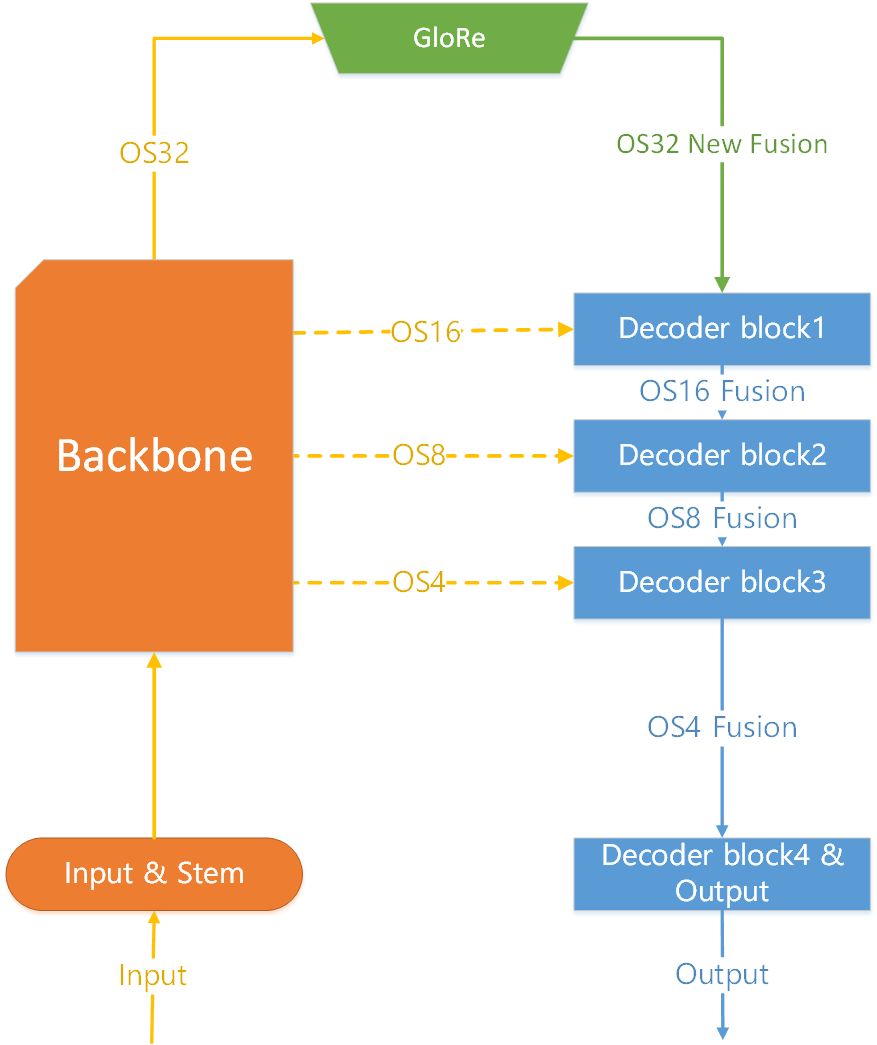 GloRe
OS32
OS32 New Fusion
Backbone
OS16
Decoder block1
OS16 Fusion
OS8
Decoder block2
OS8 Fusion
OS4
Decoder block3
OS4 Fusion
Input & Stem
Decoder block4 &
Output
Input
Output